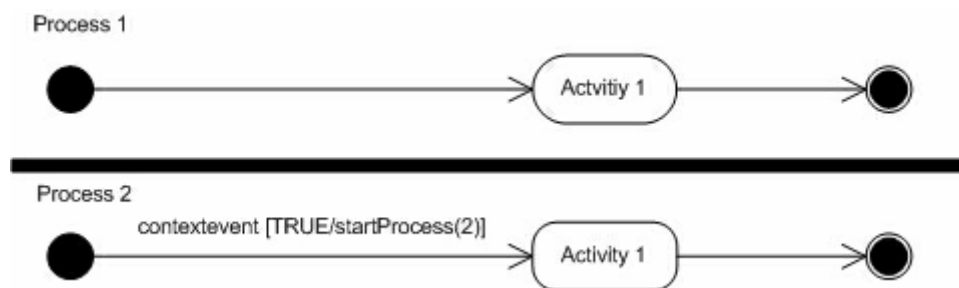 Process 1
Actvitiy 1
Process 2
contextevent [TRUE/startProcess(2)]
Activity 1